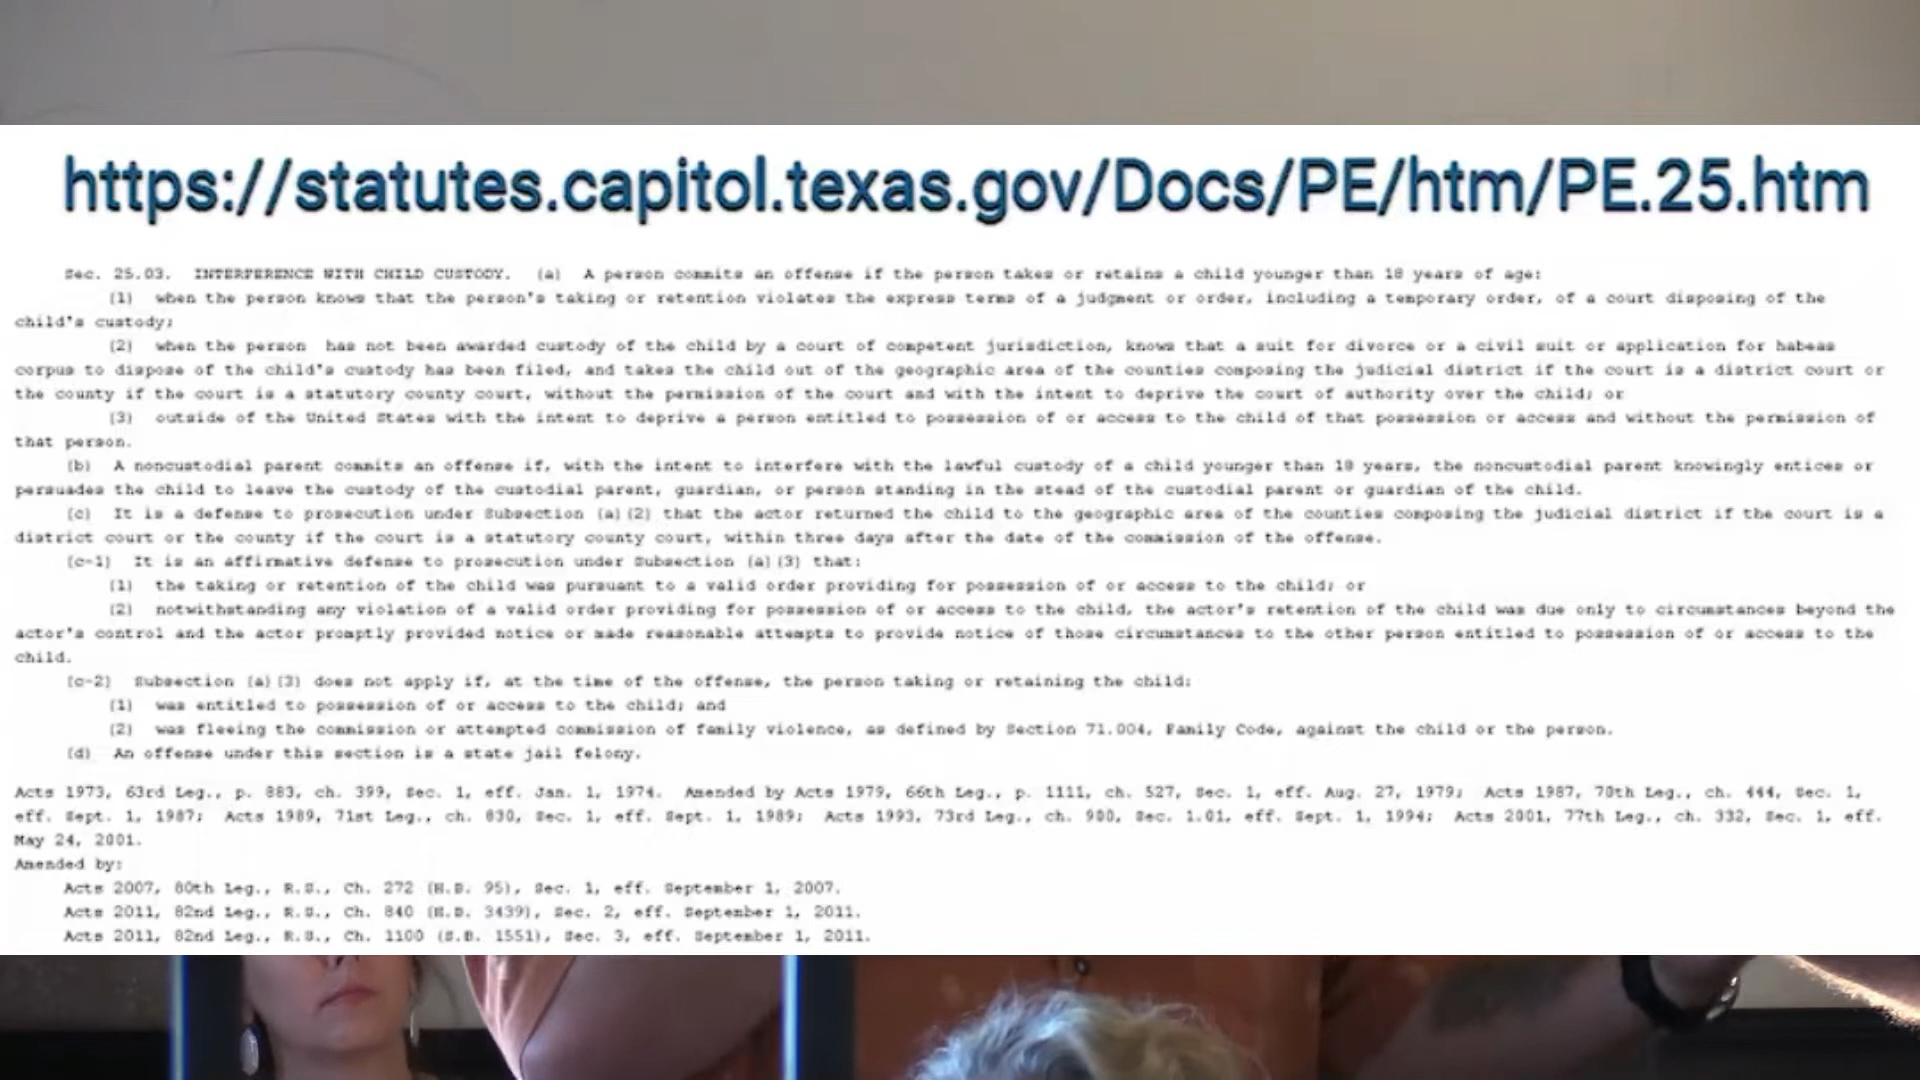 https://statutes.capitol.texas.gov/Docs/PE/htm/PE.25.htm
Sec. 25.03. INTERFERENCE WITH CHILD CUSTODY. (a) A person commits an offense if the person takes or retains a child younger than 18 years of age:
(1) when the person knows that the person's taking or retention violates the express terms of a judgment or order, including a temporary order, of a court disposing of the
child's custody;
(2) when the person has not been awarded custody of the child by a court of competent jurisdiction, knows that a suit for divorce or a civil suit or application for habeas
corpus to dispose of the child's custody has been filed, and takes the child out of the geographic area of the counties composing the judicial district if the court is a district court or
the county if the court is a statutory county court, without the permission of the court and with the intent to deprive the court of authority over the child; or
(3) outside of the United States with the intent to deprive a person entitled to possession of or access to the child of that possession or access and without the permission of
that person.
(b) A noncustodial parent commits an offense if, with the intent to interfere with the lawful custody of a child younger than 18 years, the noncustodial parent knowingly entices or
persuades the child to leave the custody of the custodial parent, guardian, or person standing in the stead of the custodial parent or guardian of the child.
(c) It is a defense to prosecution under Subsection (a)(2) that the actor returned the child to the geographic area of the counties composing the judicial district if the court is a
district court or the county if the court is a statutory county court, within three days after the date of the commission of the offense.
(c-1) It is an affirmative defense to prosecution under Subsection (a)(3) that:
(1) the taking or retention of the child was pursuant to a valid order providing for possession of or access to the child; or
(2) notwithstanding any violation of a valid order providing for possession of or access to the child, the actor's retention of the child was due only to circumstances beyond the
actor's control and the actor promptly provided notice or made reasonable attempts to provide notice of those circumstances to the other person entitled to possession of or access to the
child.
(c-2) Subsection (a)(3) does not apply if, at the time of the offense, the person taking or retaining the child:
(1) was entitled to possession of or access to the child; and
(2) was fleeing the commission or attempted commission of family violence, as defined by Section 71.004, Family Code, against the child or the person.
(d) An offense under this section is a state jail felony.
Acts 1973, 63rd Leg., p. 883, ch. 399, Sec. 1, eff. Jan. 1, 1974. Amended by Acts 1979, 66th Leg., p. 1111, ch. 527, Sec. 1, eff. Aug. 27, 1979; Acts 1987, 70th Leg., ch. 444, Sec. 1,
eff. Sept. 1, 1987; Acts 1989, 71st Leg., ch. 830, Sec. 1, eff. Sept. 1, 1989; Acts 1993, 73rd Leg., ch. 900, Sec. 1.01, eff. Sept. 1, 1994; Acts 2001, 77th Leg., ch. 332, Sec. 1, eff.
May 24, 2001.
Amended by:
Acts 2007, 80th Leg., R.S., Ch. 272 (H.B. 95), Sec. 1, eff. September 1, 2007.
Acts 2011, 82nd Leg., R.S., Ch. 840 (H.B. 3439), Sec. 2, eff. September 1, 2011.
Acts 2011, 82nd Leg., R.S., Ch. 1100 (S.B. 1551), Sec. 3, eff. September 1, 2011.